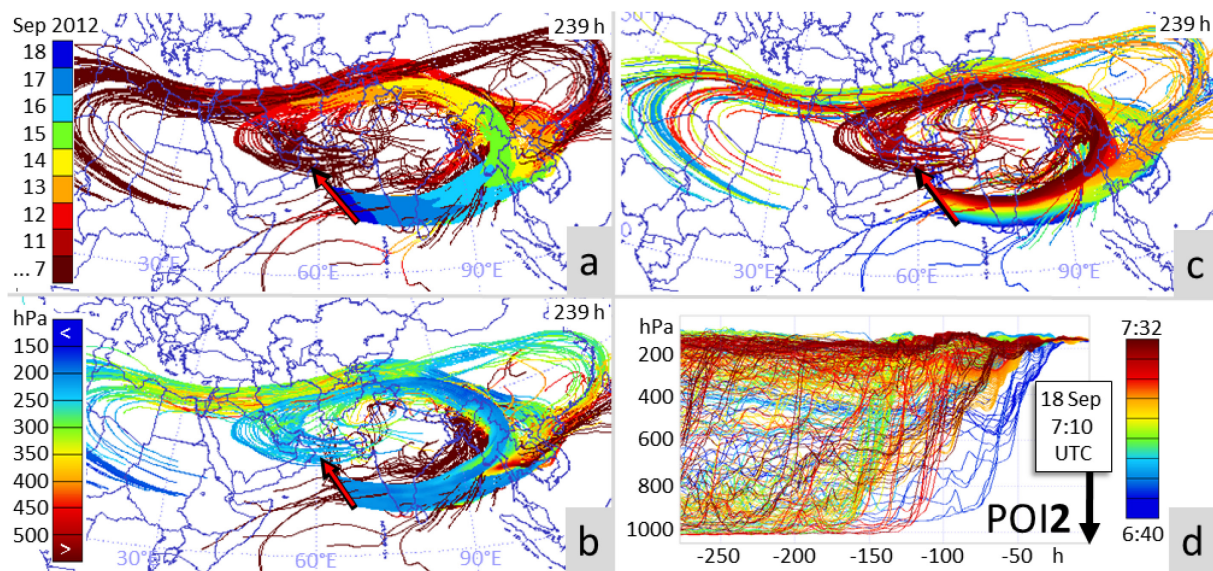 Sep 2012
239 h
18
17
16
15
14
13
12
11
... 7
30°E
60°E
90°E
a
239 h
0
30°E
60°E
90°E
c
hPa
239 h
<
150
200
250
300
350
400
450
500
>
30°E
60°E
90°E
b
hPa
200
400
600
800
1000
18 Sep
7:10
UTC
POI2
-250
-200
-150
-100
-50
h
7:32
6:40
d